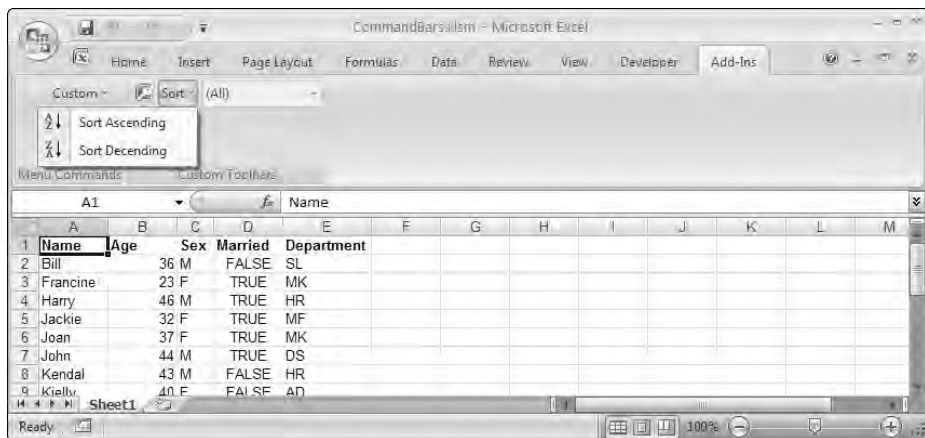 CommandBars.xlsm - Microsoft Excel
Home Insert Page Layout Formulas Data Review View Developer Add-Ins
Custom Sort (All)
Sort Ascending
Sort Decending
Menu Commands Custom Toolbars
A1 fx Name
A B C D E F G H I J K L M
1 Name Age Sex Married Department
2 Bill 36 M FALSE SL
3 Francine 23 F TRUE MK
4 Harry 46 M TRUE HR
5 Jackie 32 F TRUE MF
6 Joan 37 F TRUE MK
7 John 44 M TRUE DS
8 Kendal 43 M FALSE HR
9 Kielly 40 F FALSE AD
Sheet1
Ready 100%